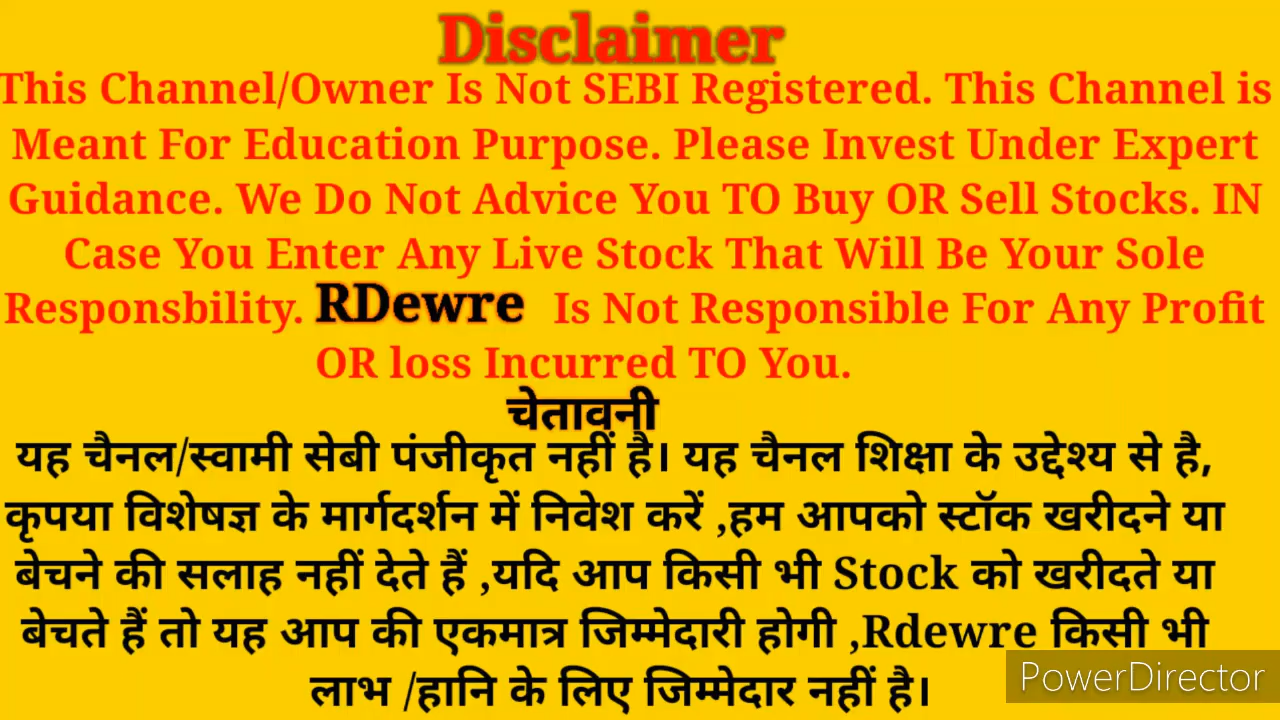 Disclaimer
This Channel/Owner Is Not SEBI Registered. This Channel is
Meant For Education Purpose. Please Invest Under Expert
Guidance. We Do Not Advice You TO Buy OR Sell Stocks. IN
Case You Enter Any Live Stock That Will Be Your Sole
Responsbility. RDewre Is Not Responsible For Any Profit
OR loss Incurred TO You.
चेतावनी
यह चैनल/स्वामी सेबी पंजीकृत नहीं है। यह चैनल शिक्षा के उद्देश्य से है,
कृपया विशेषज्ञ के मार्गदर्शन में निवेश करें ,हम आपको स्टॉक खरीदने या
बेचने की सलाह नहीं देते हैं ,यदि आप किसी भी Stock को खरीदते या
बेचते हैं तो यह आप की एकमात्र जिम्मेदारी होगी ,Rdewre किसी भी
लाभ /हानि के लिए जिम्मेदार नहीं है।
PowerDirector